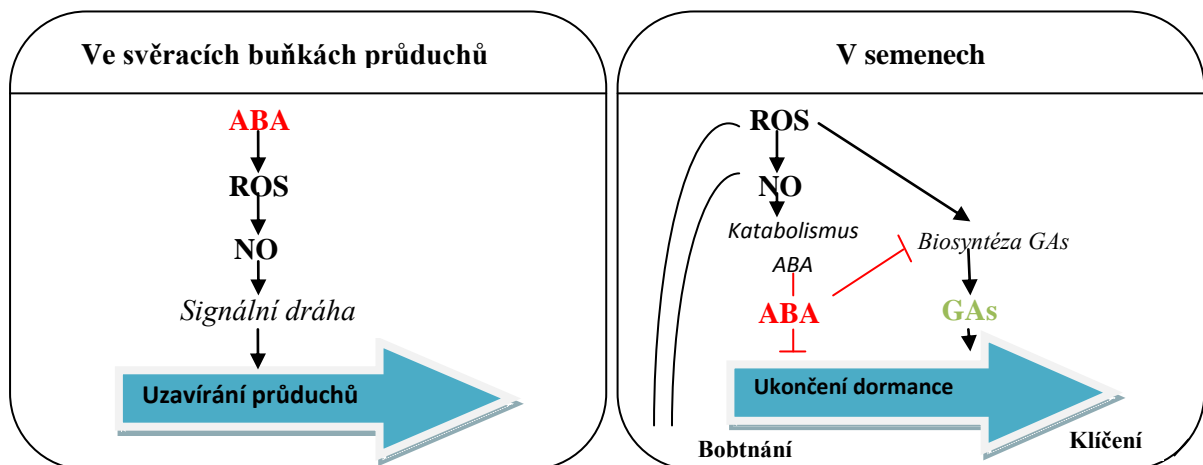 Ve svěracích buňkách průduchů
ABA
ROS
NO
Signální dráha
Uzavírání průduchů
V semenech
ROS
NO
Katabolismus
ABA
Biosyntéza GAs
ABA
GAs
Ukončení dormance
Bobtnání
Klíčení